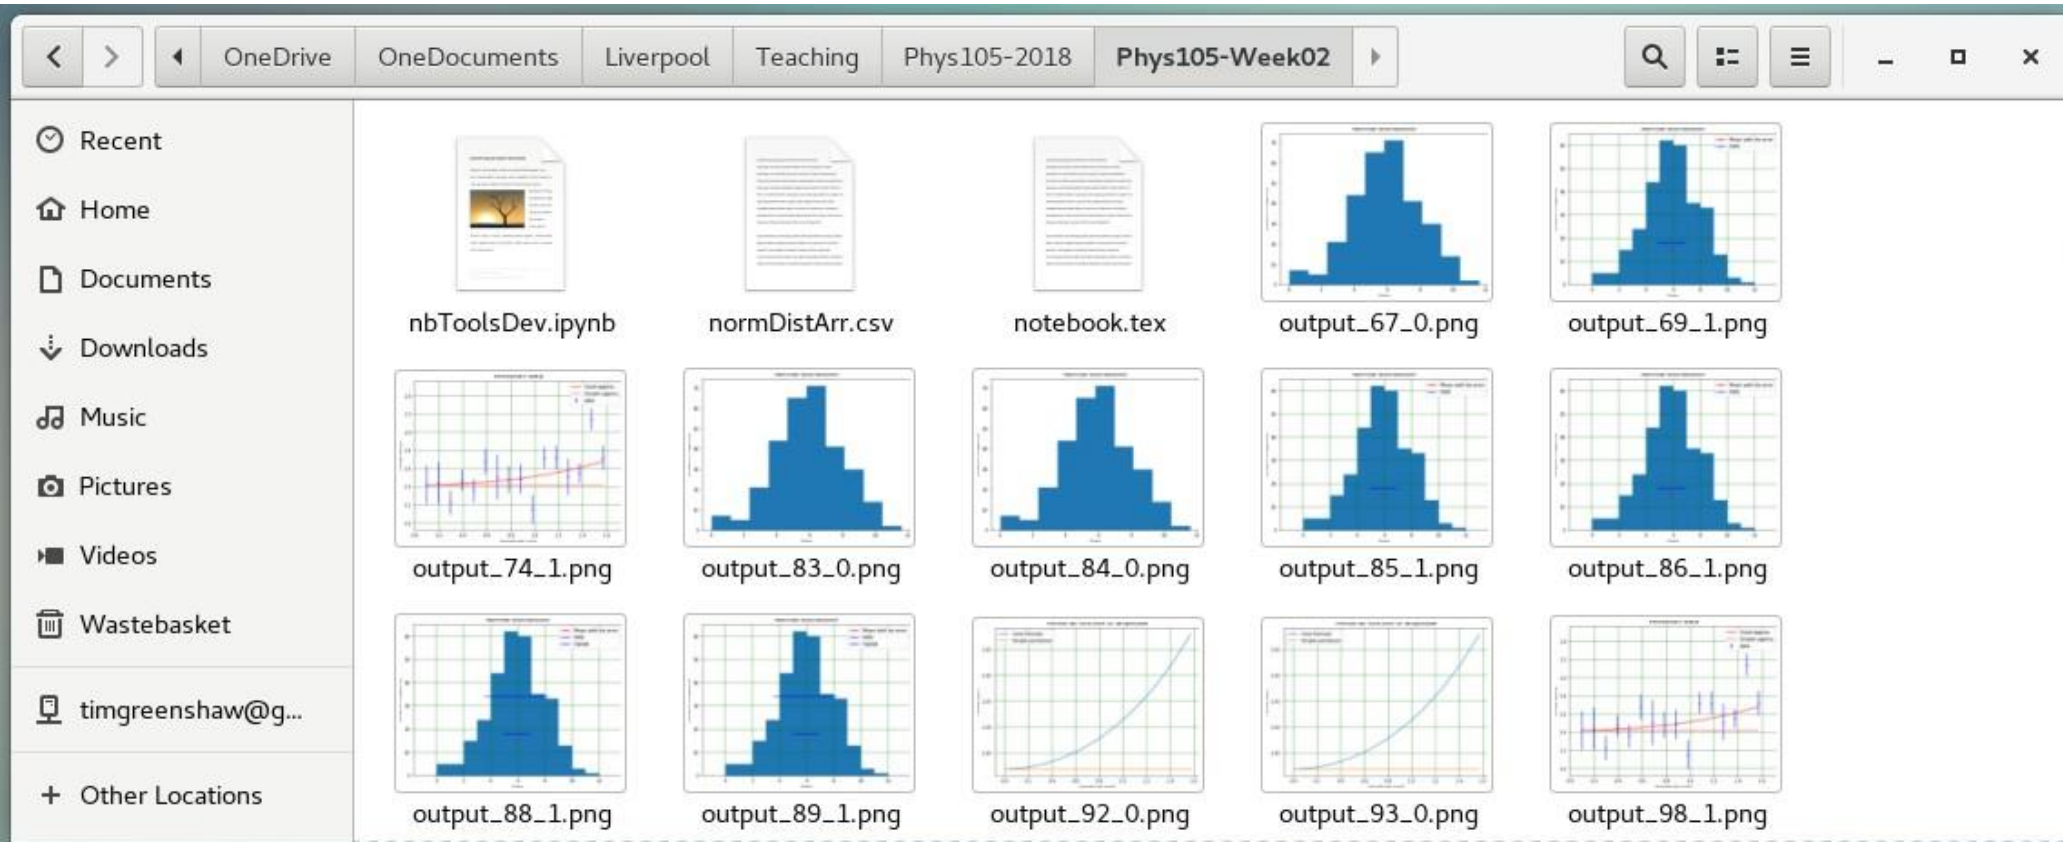 OneDrive OneDocuments Liverpool Teaching Phys105-2018 Phys105-Week02
Recent
Home
Documents
Downloads
Music
Pictures
Videos
Wastebasket
timgreenshaw@g...
+ Other Locations
nbToolsDev.ipynb normDistArr.csv notebook.tex output_67_0.png output_69_1.png
output_74_1.png output_83_0.png output_84_0.png output_85_1.png output_86_1.png
output_88_1.png output_89_1.png output_92_0.png output_93_0.png output_98_1.png